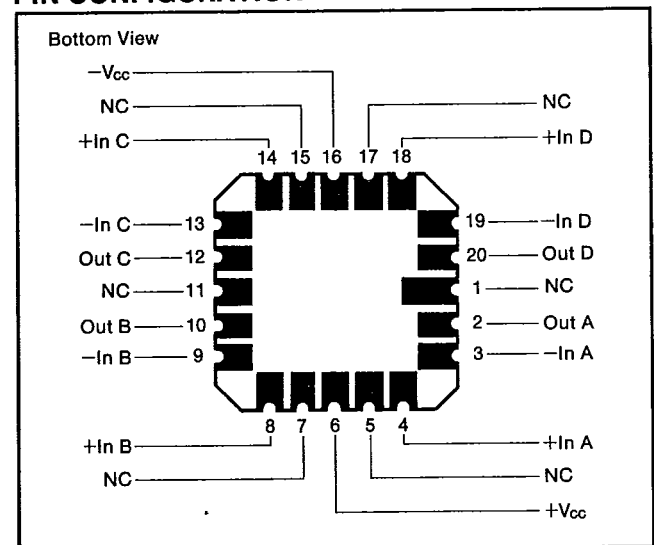 Bottom View
−Vcc
NC
NC
+In C
+In D
14 15 16 17 18
−In C 13
19 −In D
Out C 12
20 Out D
NC 11
1 NC
Out B 10
2 Out A
−In B 9
3 −In A
8 7 6 5 4
+In B
+In A
NC
NC
+Vcc